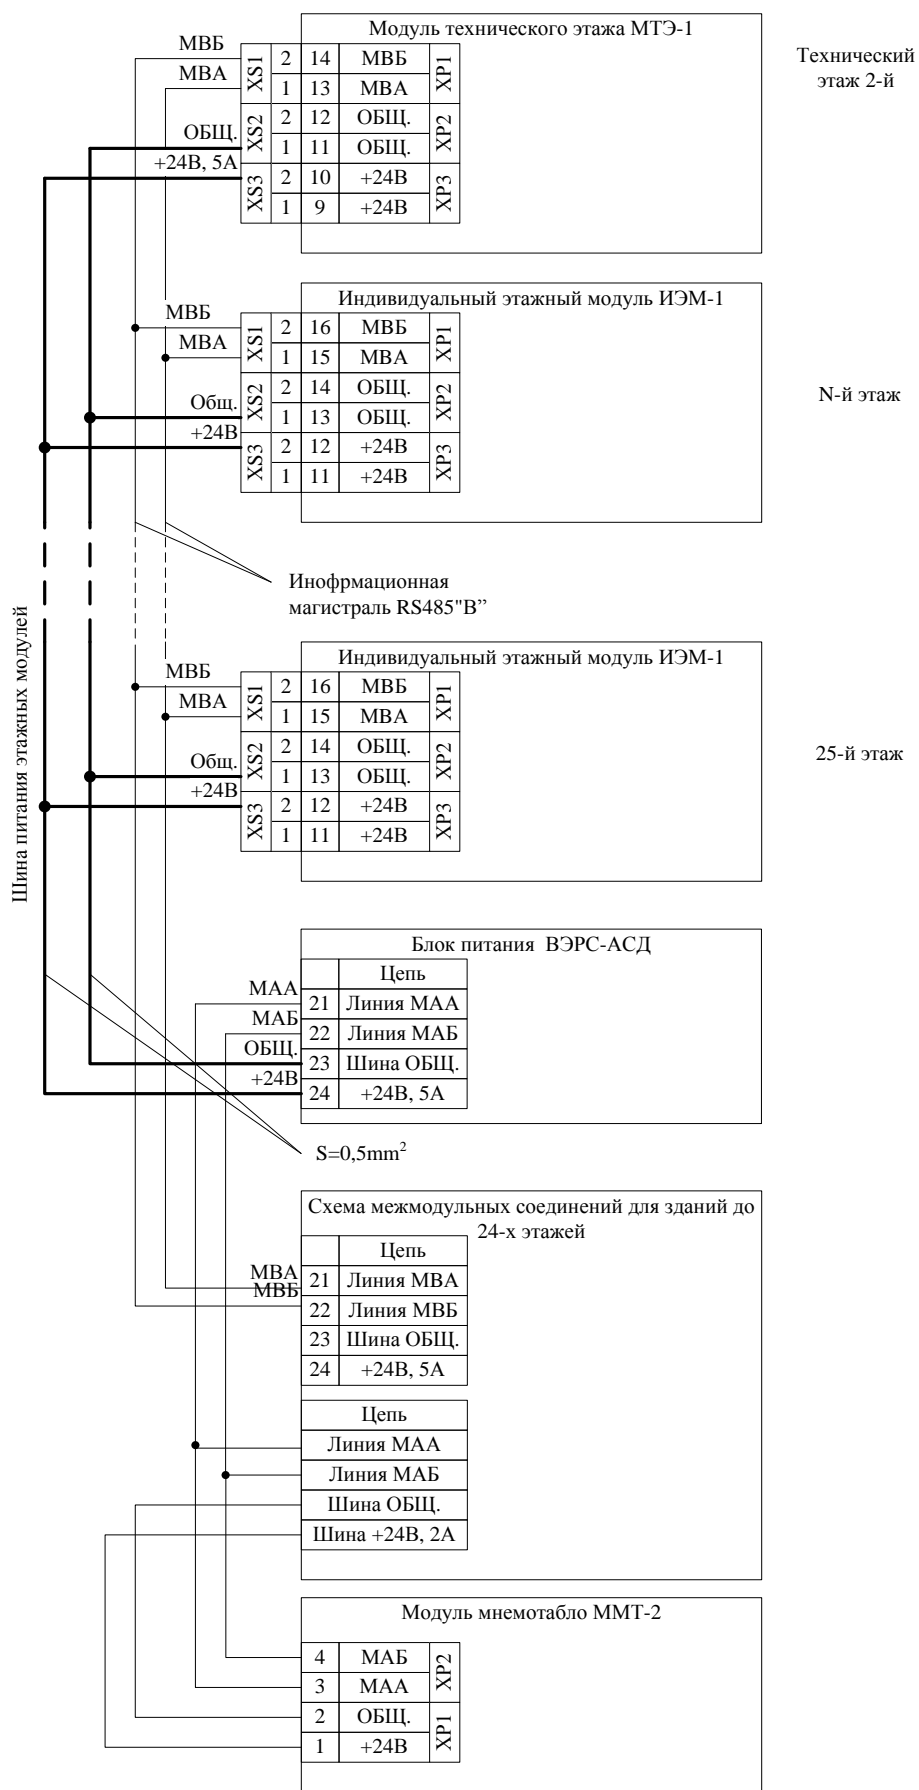 Модуль технического этажа МТЭ-1
Технический
этаж 2-й
МВБ
МВА
ОБЩ.
+24В, 5А
XS1
2
14
МВБ
XP1
1
13
МВА
XS2
2
12
ОБЩ.
XP2
1
11
ОБЩ.
XS3
2
10
+24В
XP3
1
9
+24В
Индивидуальный этажный модуль ИЭМ-1
N-й этаж
МВБ
МВА
Общ.
+24В
XS1
2
16
МВБ
XP1
1
15
МВА
XS2
2
14
ОБЩ.
XP2
1
13
ОБЩ.
XS3
2
12
+24В
XP3
1
11
+24В
Инофрмационная
магистраль RS485"В”
Шина питания этажных модулей
Индивидуальный этажный модуль ИЭМ-1
25-й этаж
МВБ
МВА
Общ.
+24В
XS1
2
16
МВБ
XP1
1
15
МВА
XS2
2
14
ОБЩ.
XP2
1
13
ОБЩ.
XS3
2
12
+24В
XP3
1
11
+24В
Блок питания ВЭРС-АСД
Цепь
МАА
21
Линия МАА
МАБ
22
Линия МАБ
ОБЩ.
23
Шина ОБЩ.
+24В
24
+24В, 5А
S=0,5mm²
Схема межмодульных соединений для зданий до
24-х этажей
Цепь
МВА
21
Линия МВА
МВБ
22
Линия МВБ
23
Шина ОБЩ.
24
+24В, 5А
Цепь
Линия МАА
Линия МАБ
Шина ОБЩ.
Шина +24В, 2А
Модуль мнемотабло ММТ-2
4
МАБ
XP2
3
МАА
2
ОБЩ.
XP1
1
+24В